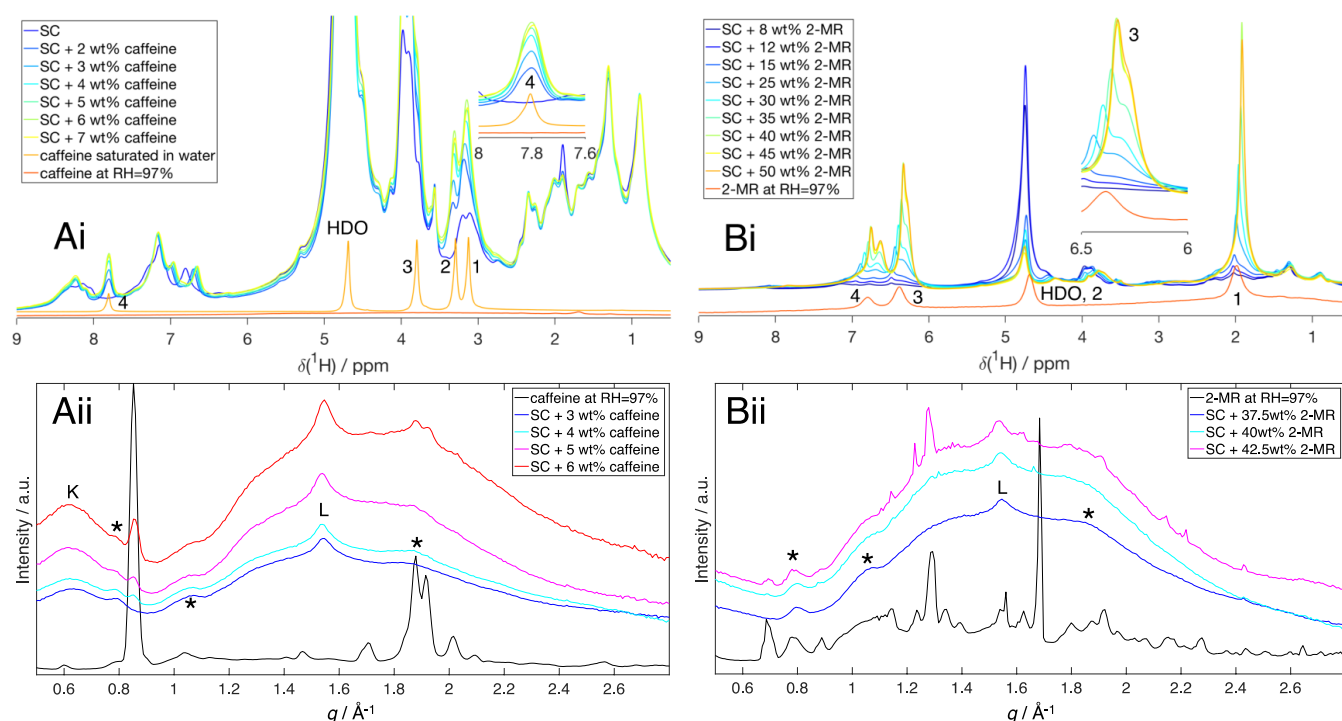 SC
SC + 2 wt% caffeine
SC + 3 wt% caffeine
SC + 4 wt% caffeine
SC + 5 wt% caffeine
SC + 6 wt% caffeine
SC + 7 wt% caffeine
caffeine saturated in water
caffeine at RH=97%
4
8 7.8 7.6
Ai
HDO
4
3
2
1
9 8 7 6 5 4 3 2 1
δ(¹H) / ppm
SC + 8 wt% 2-MR
SC + 12 wt% 2-MR
SC + 15 wt% 2-MR
SC + 25 wt% 2-MR
SC + 30 wt% 2-MR
SC + 35 wt% 2-MR
SC + 40 wt% 2-MR
SC + 45 wt% 2-MR
SC + 50 wt% 2-MR
2-MR at RH=97%
3
6.5 6
Bi
4
3
HDO, 2
1
9 8 7 6 5 4 3 2 1
δ(¹H) / ppm
Aii
caffeine at RH=97%
SC + 3 wt% caffeine
SC + 4 wt% caffeine
SC + 5 wt% caffeine
SC + 6 wt% caffeine
K
*
L
*
*
Intensity / a.u.
0.6 0.8 1 1.2 1.4 1.6 1.8 2 2.2 2.4 2.6
q / Å⁻¹
Bii
2-MR at RH=97%
SC + 37.5wt% 2-MR
SC + 40wt% 2-MR
SC + 42.5wt% 2-MR
L
*
*
*
Intensity / a.u.
0.6 0.8 1 1.2 1.4 1.6 1.8 2 2.2 2.4 2.6
q / Å⁻¹